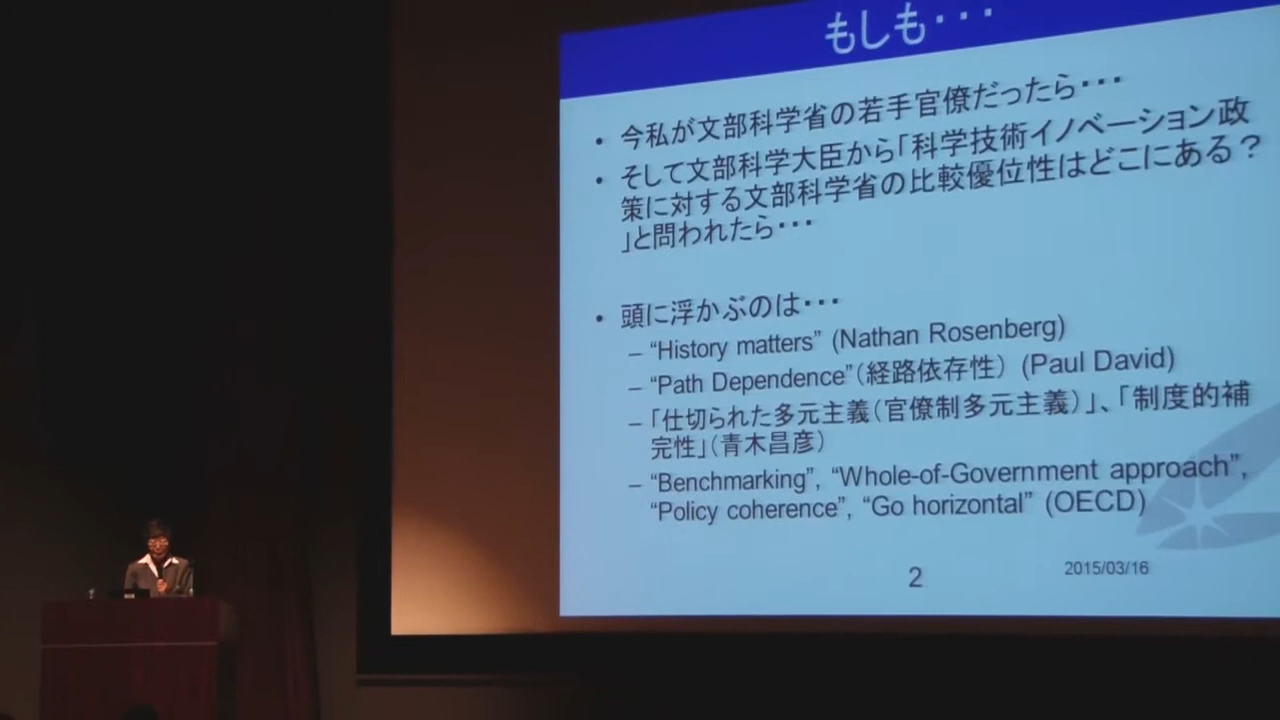 もしも・・・
・ 今私が文部科学省の若手官僚だったら・・・
・ そして文部科学大臣から「科学技術イノベーション政
策に対する文部科学省の比較優位性はどこにある？
」と問われたら・・・
・ 頭に浮かぶのは・・・
– “History matters” (Nathan Rosenberg)
– “Path Dependence”（経路依存性） (Paul David)
– 「仕切られた多元主義（官僚制多元主義）」、「制度的補
完性」（青木昌彦）
– “Benchmarking”, “Whole-of-Government approach”,
“Policy coherence”, “Go horizontal” (OECD)
2
2015/03/16